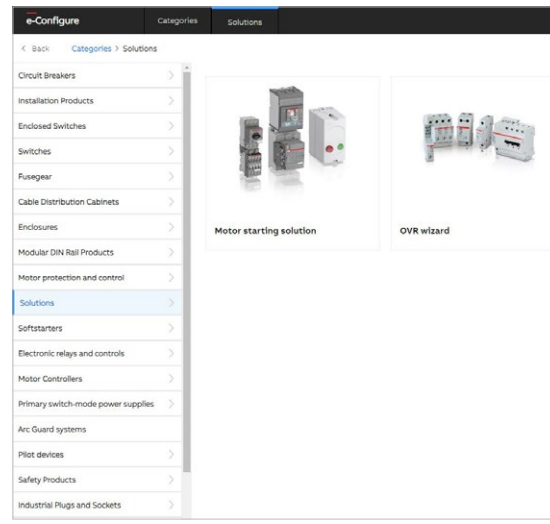 e-Configure
Categories
Solutions
< Back Categories > Solutions
Circuit Breakers
Installation Products
Enclosed Switches
Switches
Fusegear
Cable Distribution Cabinets
Enclosures
Modular DIN Rail Products
Motor protection and control
Solutions
Softstarters
Electronic relays and controls
Motor Controllers
Primary switch-mode power supplies
Arc Guard systems
Pilot devices
Safety Products
Industrial Plugs and Sockets
Motor starting solution
OVR wizard